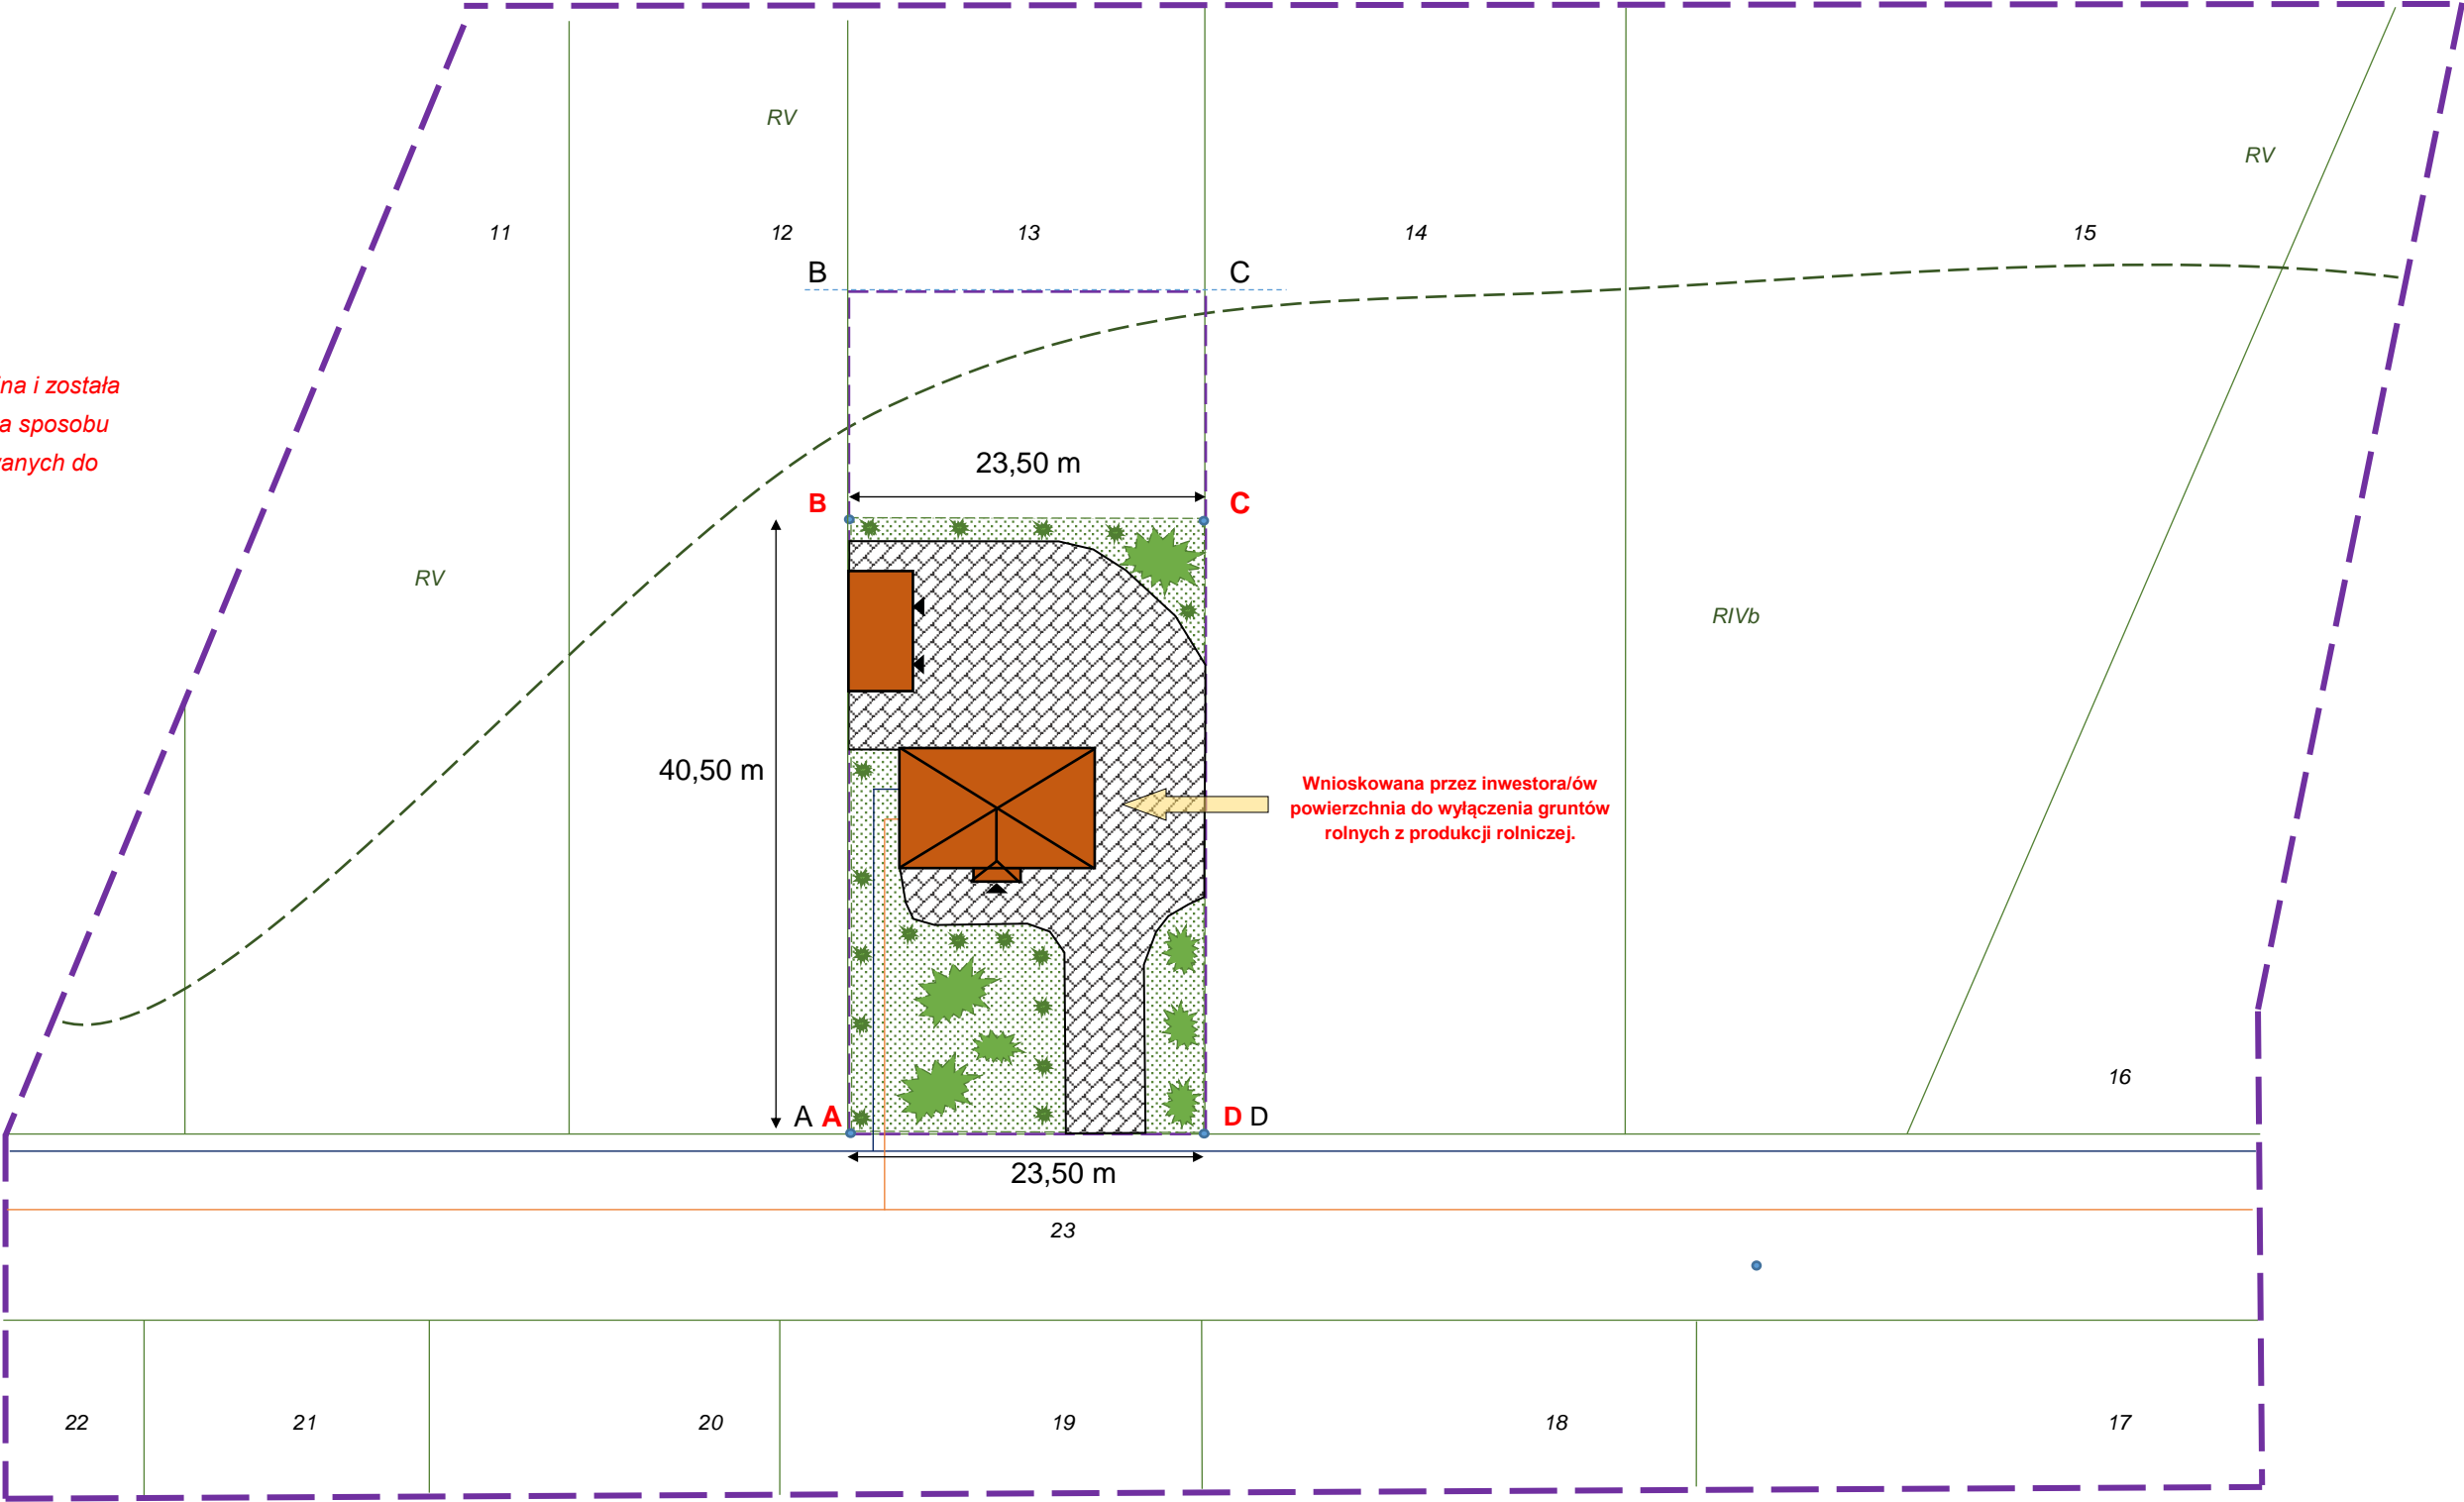 RV
RV
11
12
13
14
15
B
C
na i została
a sposobu
anych do
23,50 m
B
C
RV
RIVb
40,50 m
Wnioskowana przez inwestora/ów
powierzchnia do wyłączenia gruntów
rolnych z produkcji rolniczej.
16
A A
D D
23,50 m
23
22
21
20
19
18
17